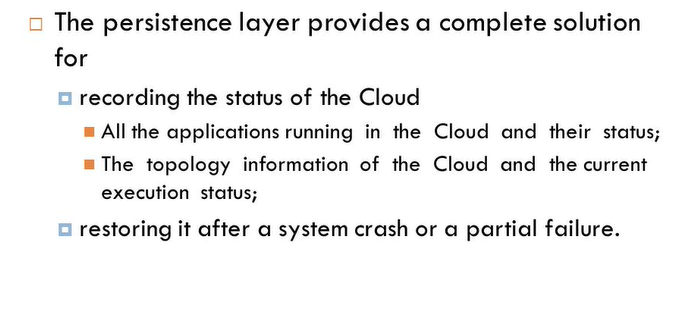 The persistence layer provides a complete solution
for
recording the status of the Cloud
All the applications running in the Cloud and their status;
The topology information of the Cloud and the current
execution status;
restoring it after a system crash or a partial failure.